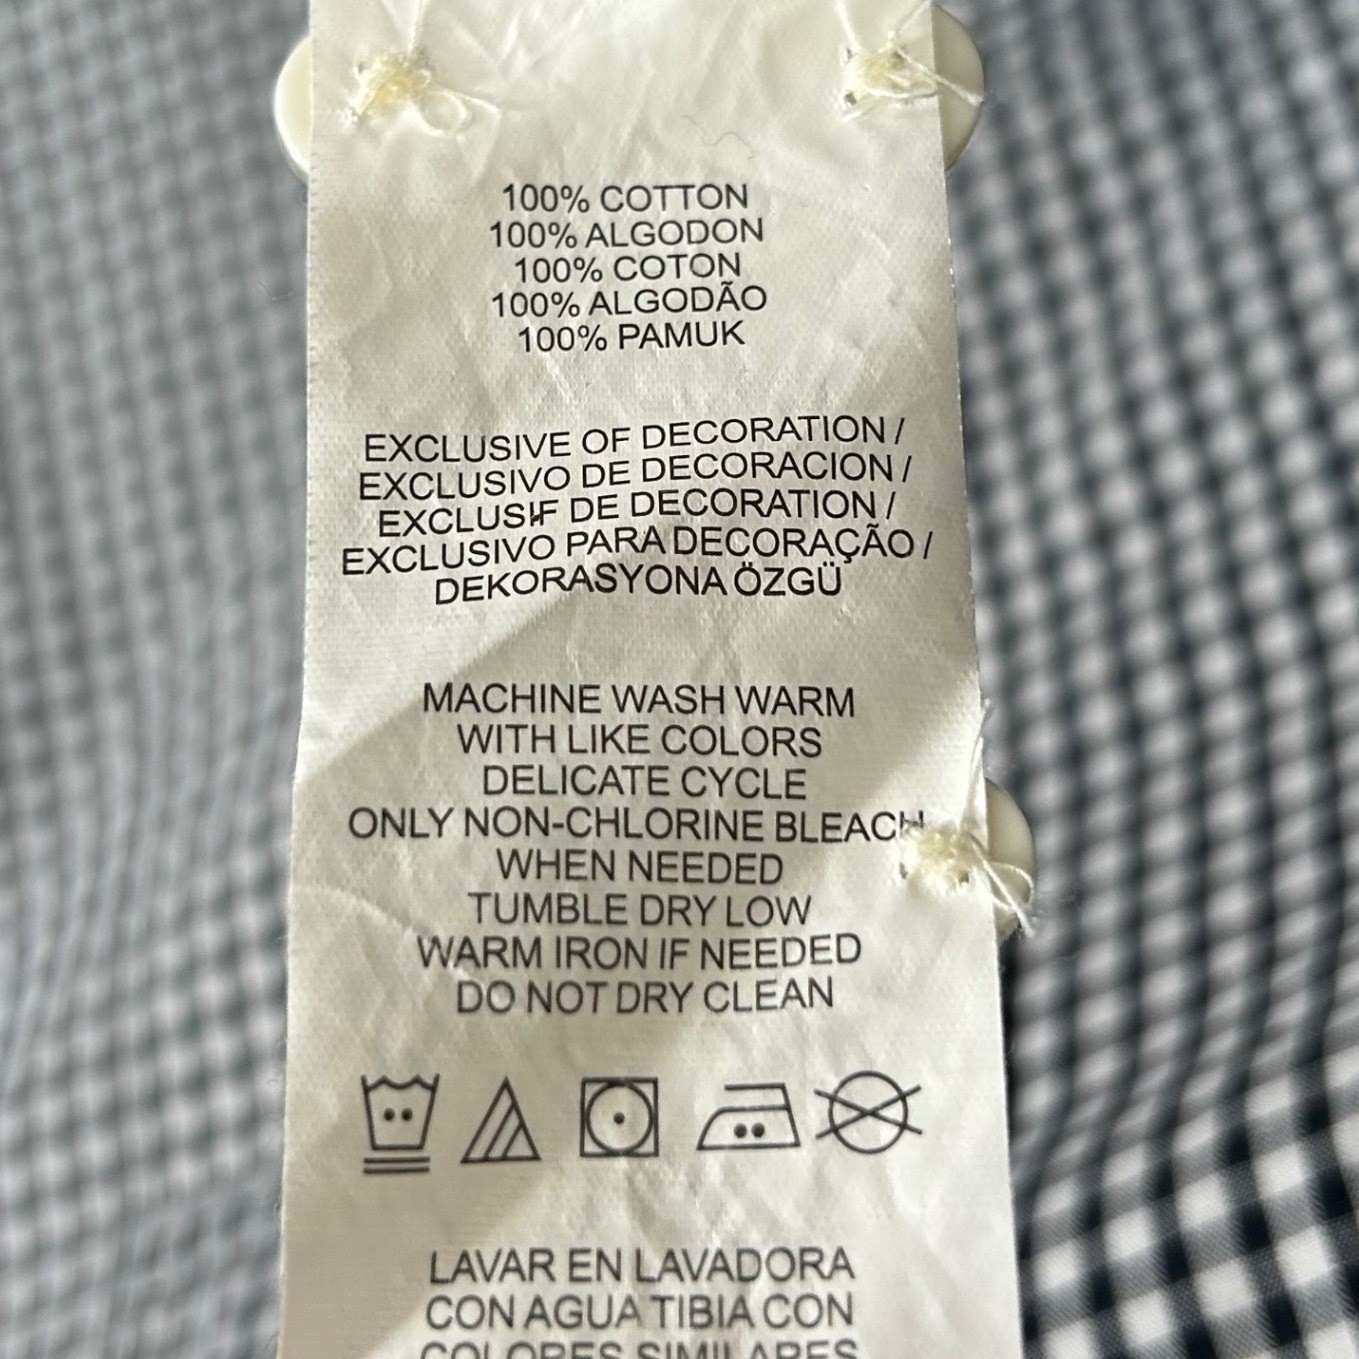 100% COTTON
100% ALGODON
100% COTON
100% ALGODÃO
100% PAMUK
EXCLUSIVE OF DECORATION /
EXCLUSIVO DE DECORACION /
EXCLUSIF DE DECORATION /
EXCLUSIVO PARA DECORAÇÃO /
DEKORASYONA ÖZGÜ
MACHINE WASH WARM
WITH LIKE COLORS
DELICATE CYCLE
ONLY NON-CHLORINE BLEACH
WHEN NEEDED
TUMBLE DRY LOW
WARM IRON IF NEEDED
DO NOT DRY CLEAN
LAVAR EN LAVADORA
CON AGUA TIBIA CON
COLORES SIMILARES